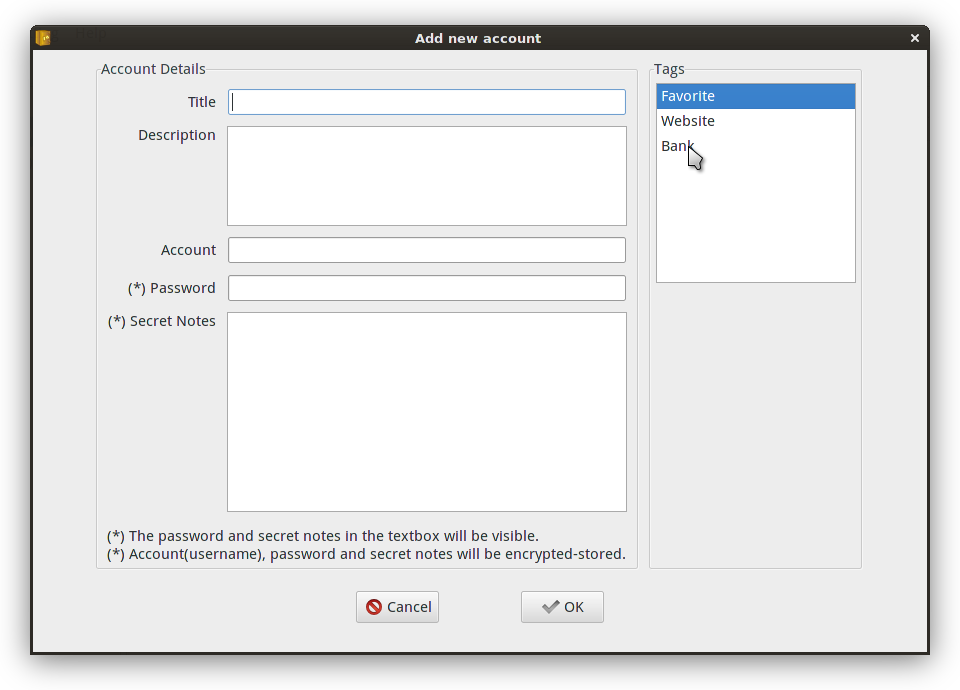 Add new account
Account Details
Title
Description
Account
(*) Password
(*) Secret Notes
(*) The password and secret notes in the textbox will be visible.
(*) Account(username), password and secret notes will be encrypted-stored.
Tags
Favorite
Website
Bank
Cancel
OK